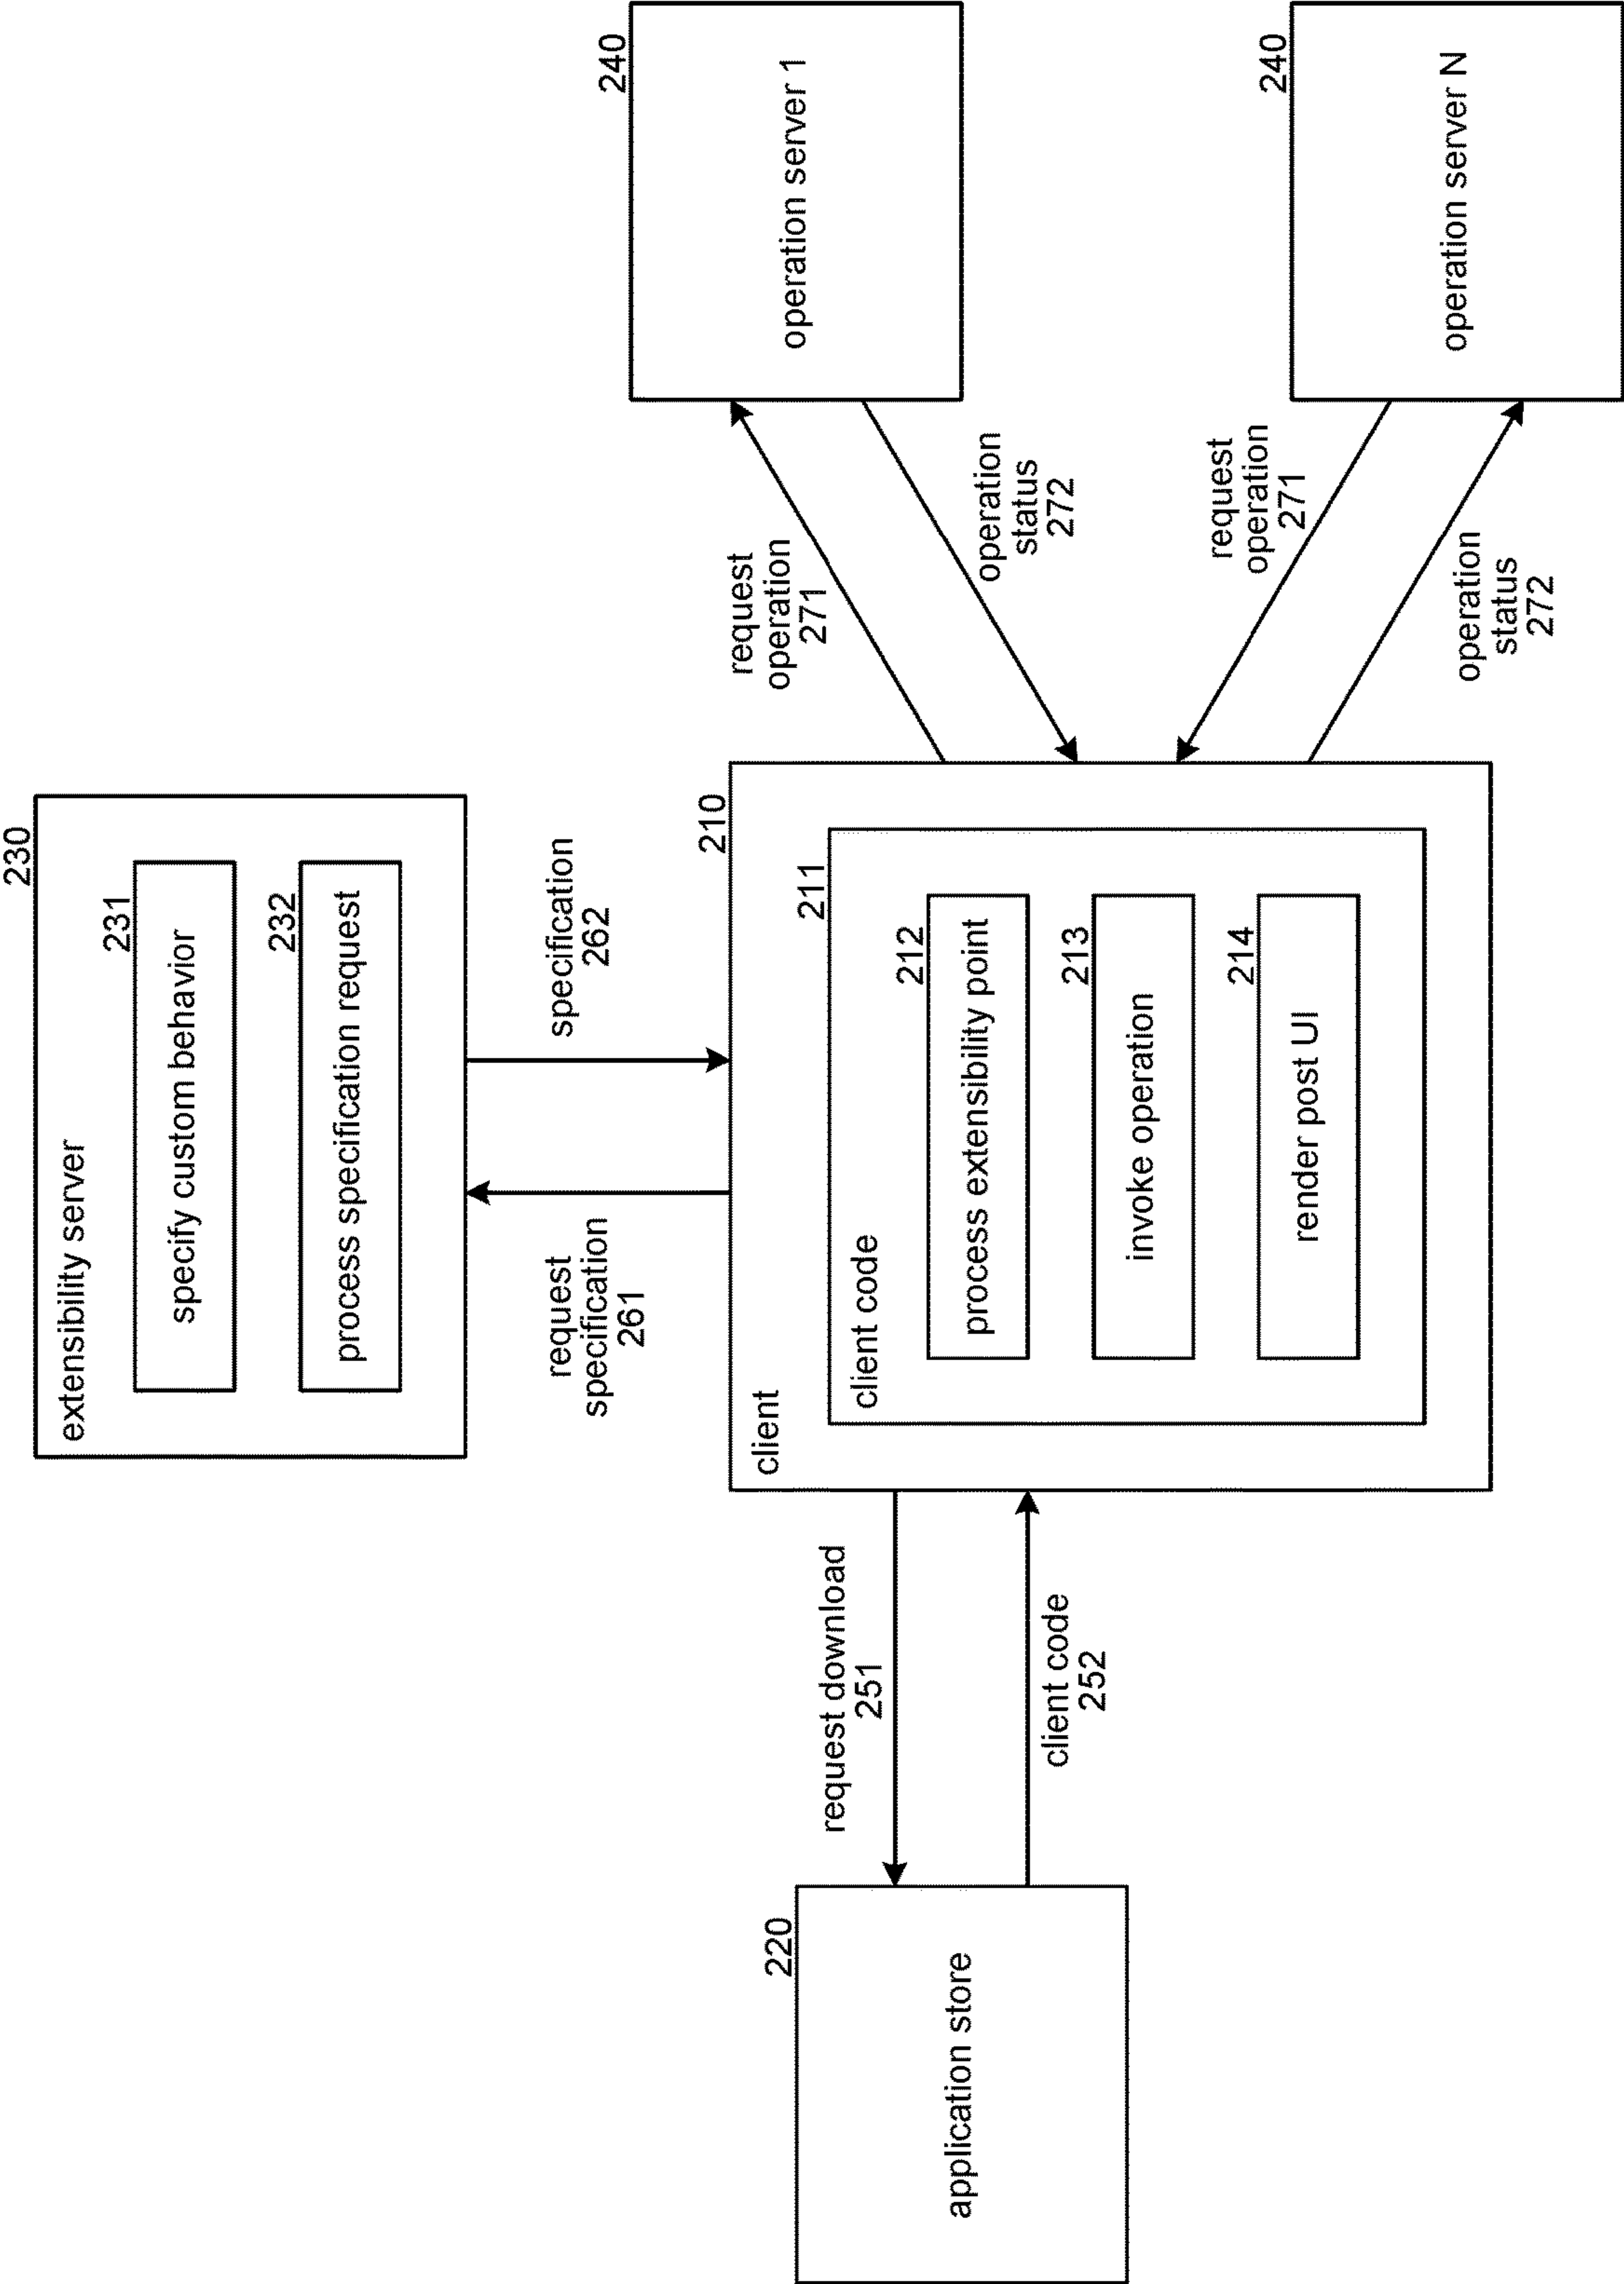 230
extensibility server
231
specify custom behavior
232
process specification request
request
specification
261
specification
262
220
application store
request download
251
client code
252
210
client
211
client code
212
process extensibility point
213
invoke operation
214
render post UI
request
operation
271
operation
status
272
240
operation server 1
request
operation
271
operation
status
272
240
operation server N